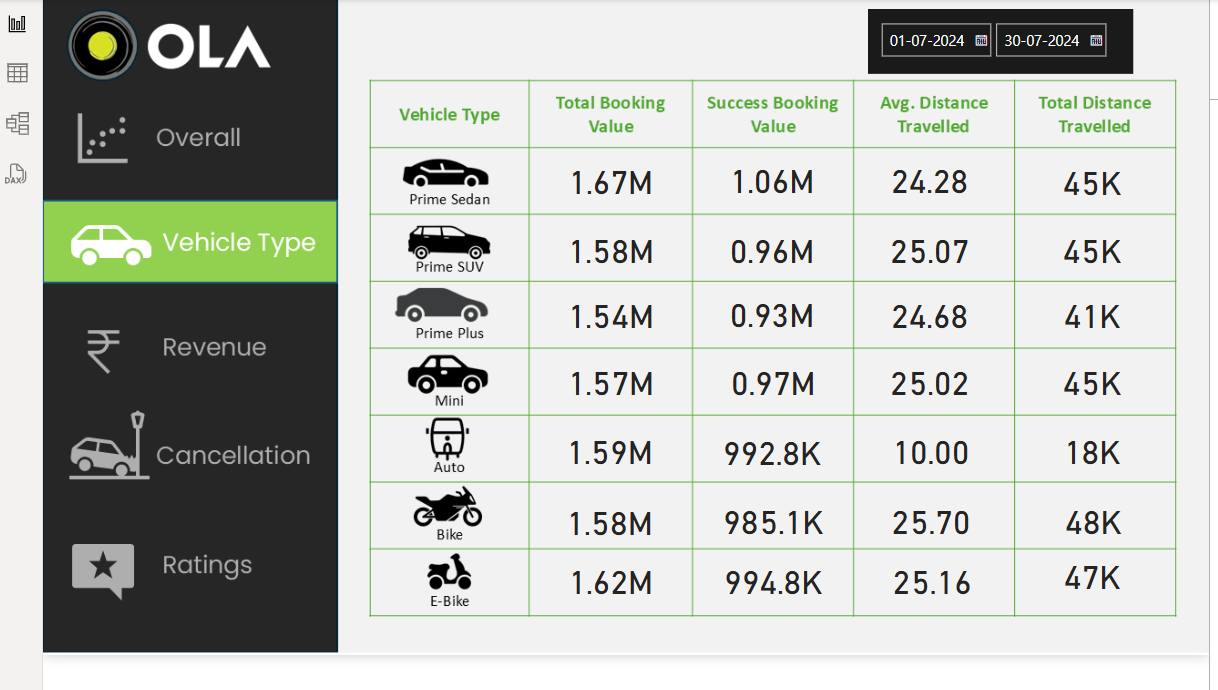 OLA
01-07-2024 30-07-2024
Overall
Vehicle Type
Revenue
Cancellation
Ratings
DAX
Vehicle Type Total Booking Value Success Booking Value Avg. Distance Travelled Total Distance Travelled
Prime Sedan 1.67M 1.06M 24.28 45K
Prime SUV 1.58M 0.96M 25.07 45K
Prime Plus 1.54M 0.93M 24.68 41K
Mini 1.57M 0.97M 25.02 45K
Auto 1.59M 992.8K 10.00 18K
Bike 1.58M 985.1K 25.70 48K
E-Bike 1.62M 994.8K 25.16 47K